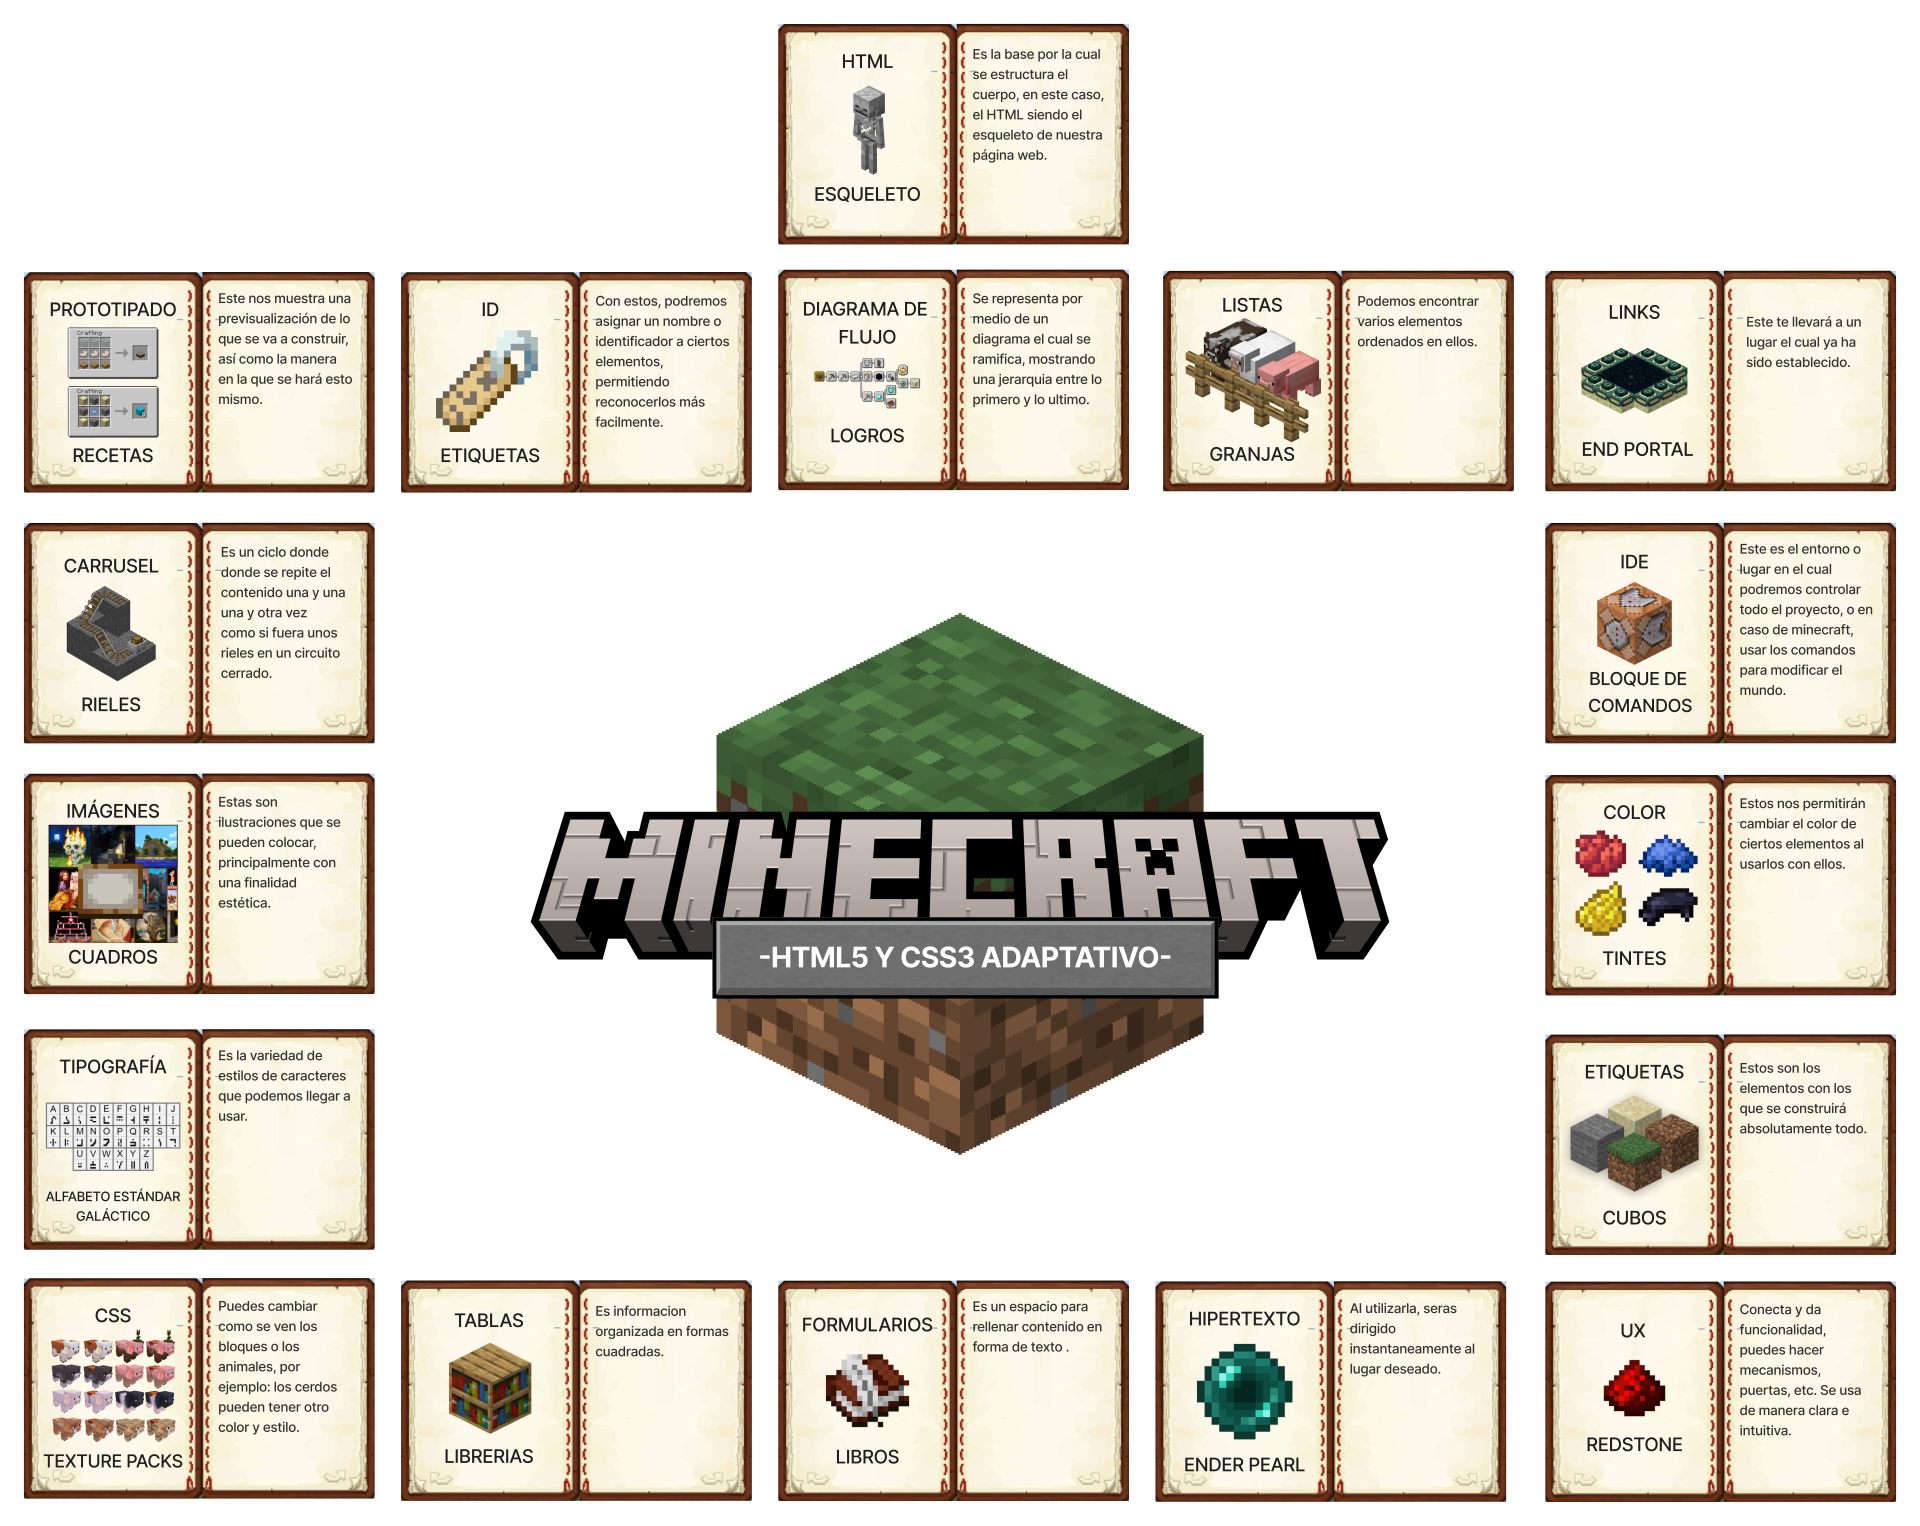 HTML
ESQUELETO
Es la base por la cual
se estructura el
cuerpo, en este caso,
el HTML siendo el
esqueleto de nuestra
página web.
PROTOTIPADO
Crafting
Crafting
RECETAS
Este nos muestra una
previsualización de lo
que se va a construir,
así como la manera
en la que se hará esto
mismo.
ID
ETIQUETAS
Con estos, podremos
asignar un nombre o
identificador a ciertos
elementos,
permitiendo
reconocerlos más
facilmente.
DIAGRAMA DE
FLUJO
LOGROS
Se representa por
medio de un
diagrama el cual se
ramifica, mostrando
una jerarquia entre lo
primero y lo ultimo.
LISTAS
GRANJAS
Podemos encontrar
varios elementos
ordenados en ellos.
LINKS
END PORTAL
Este te llevará a un
lugar el cual ya ha
sido establecido.
CARRUSEL
RIELES
Es un ciclo donde
donde se repite el
contenido una y una
una y otra vez
como si fuera unos
rieles en un circuito
cerrado.
IDE
BLOQUE DE
COMANDOS
Este es el entorno o
lugar en el cual
podremos controlar
todo el proyecto, o en
caso de minecraft,
usar los comandos
para modificar el
mundo.
IMÁGENES
CUADROS
Estas son
ilustraciones que se
pueden colocar,
principalmente con
una finalidad
estética.
MINECRAFT
-HTML5 Y CSS3 ADAPTATIVO-
COLOR
TINTES
Estos nos permitirán
cambiar el color de
ciertos elementos al
usarlos con ellos.
TIPOGRAFÍA
A B C D E F G H I J
K L M N O P Q R S T
U V W X Y Z
ALFABETO ESTÁNDAR
GALÁCTICO
Es la variedad de
estilos de caracteres
que podemos llegar a
usar.
ETIQUETAS
CUBOS
Estos son los
elementos con los
que se construirá
absolutamente todo.
CSS
TEXTURE PACKS
Puedes cambiar
como se ven los
bloques o los
animales, por
ejemplo: los cerdos
pueden tener otro
color y estilo.
TABLAS
LIBRERIAS
Es informacion
organizada en formas
cuadradas.
FORMULARIOS
LIBROS
Es un espacio para
rellenar contenido en
forma de texto .
HIPERTEXTO
ENDER PEARL
Al utilizarla, seras
dirigido
instantaneamente al
lugar deseado.
UX
REDSTONE
Conecta y da
funcionalidad,
puedes hacer
mecanismos,
puertas, etc. Se usa
de manera clara e
intuitiva.